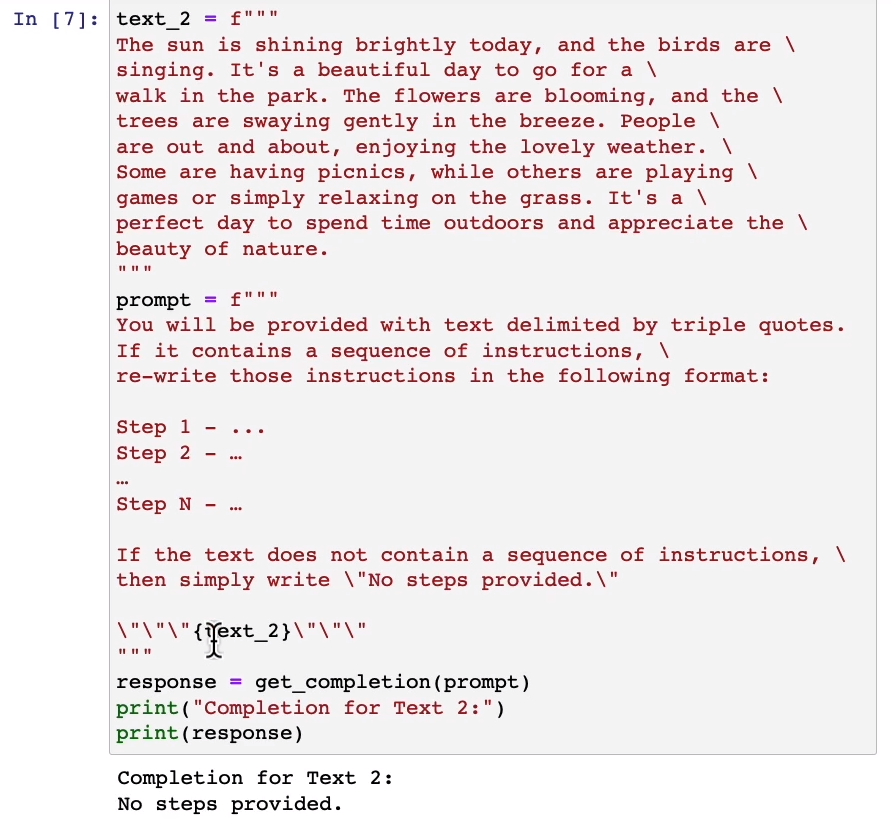 In [7]: text_2 = f"""
The sun is shining brightly today, and the birds are \
singing. It's a beautiful day to go for a \
walk in the park. The flowers are blooming, and the \
trees are swaying gently in the breeze. People \
are out and about, enjoying the lovely weather. \
Some are having picnics, while others are playing \
games or simply relaxing on the grass. It's a \
perfect day to spend time outdoors and appreciate the \
beauty of nature.
"""
prompt = f"""
You will be provided with text delimited by triple quotes.
If it contains a sequence of instructions, \
re-write those instructions in the following format:

Step 1 - ...
Step 2 - …
…
Step N - …

If the text does not contain a sequence of instructions, \
then simply write \"No steps provided.\"

\"\"\"{text_2}\"\"\"
"""
response = get_completion(prompt)
print("Completion for Text 2:")
print(response)
Completion for Text 2:
No steps provided.